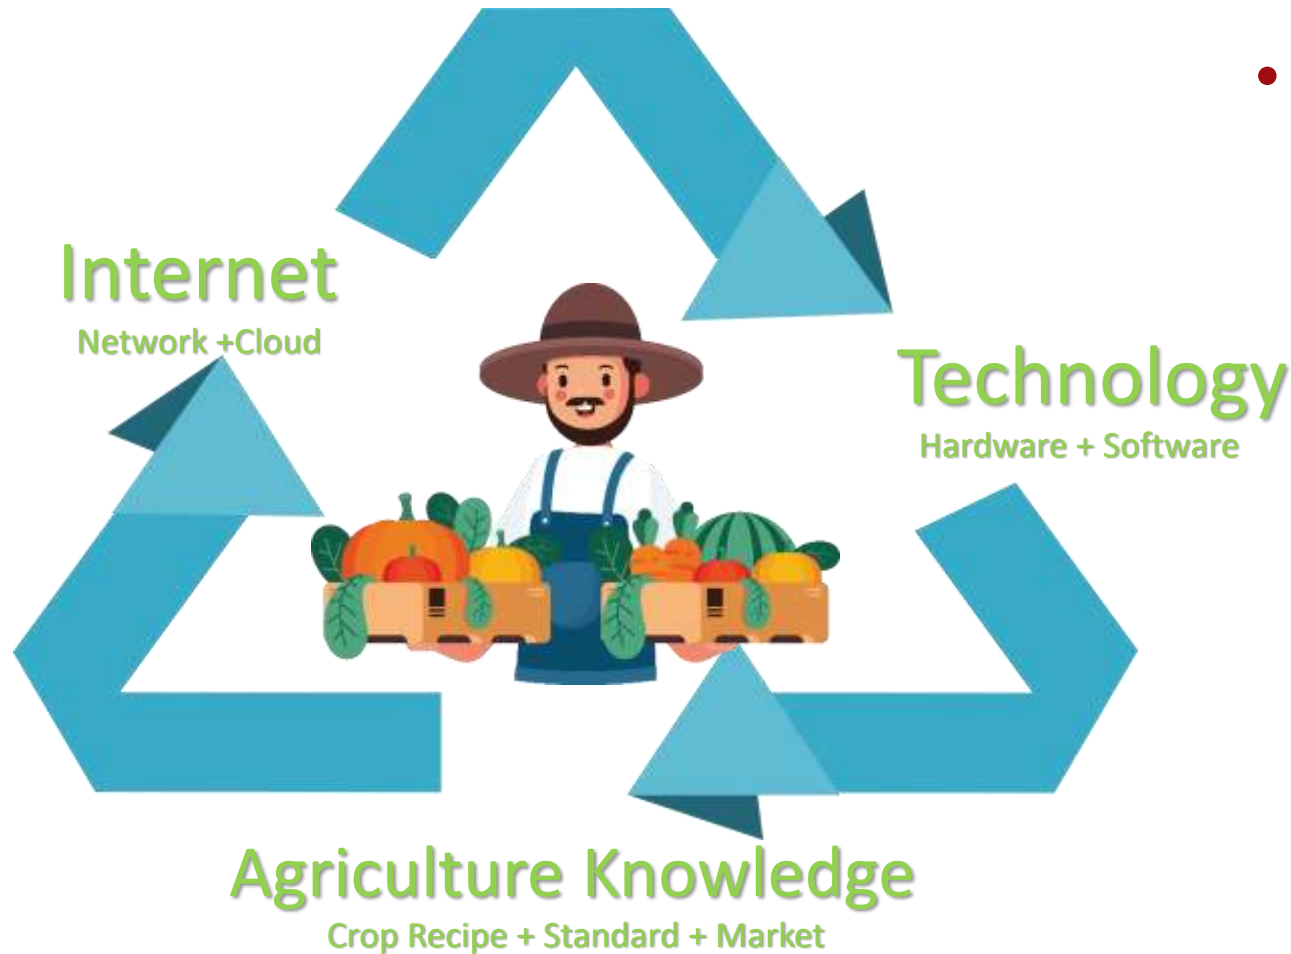 Internet
Network +Cloud
Technology
Hardware + Software
Agriculture Knowledge
Crop Recipe + Standard + Market